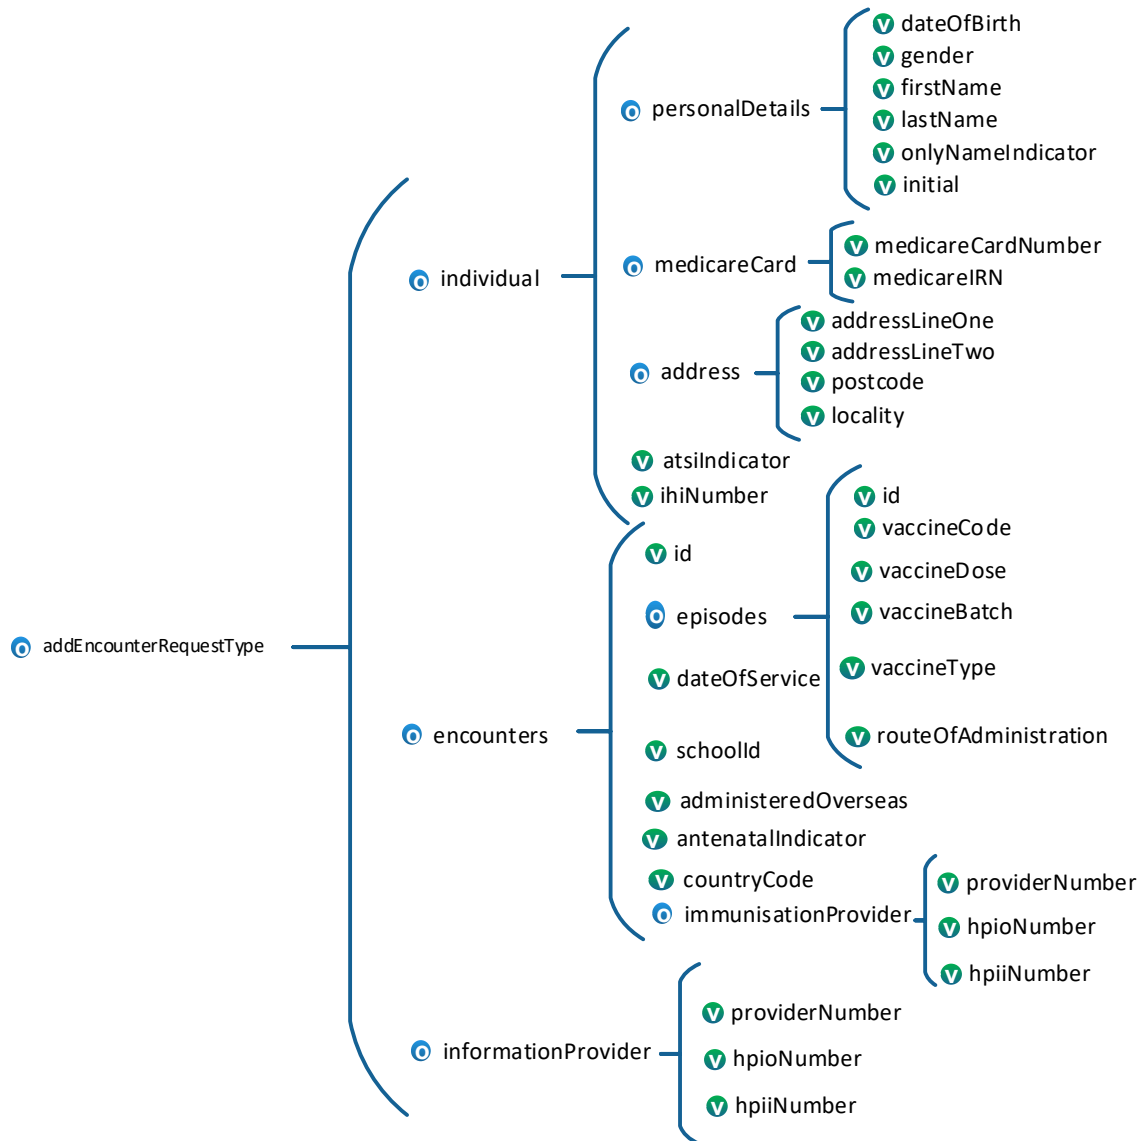 O addEncounterRequestType
O individual
O personalDetails
V dateOfBirth
V gender
V firstName
V lastName
V onlyNameIndicator
V initial
O medicareCard
V medicareCardNumber
V medicareIRN
O address
V addressLineOne
V addressLineTwo
V postcode
V locality
V atsiIndicator
V ihiNumber
O encounters
V id
O episodes
V id
V vaccineCode
V vaccineDose
V vaccineBatch
V vaccineType
V routeOfAdministration
V dateOfService
V schoolId
V administeredOverseas
V antenatalIndicator
V countryCode
O immunisationProvider
V providerNumber
V hpioNumber
V hpiiNumber
O informationProvider
V providerNumber
V hpioNumber
V hpiiNumber